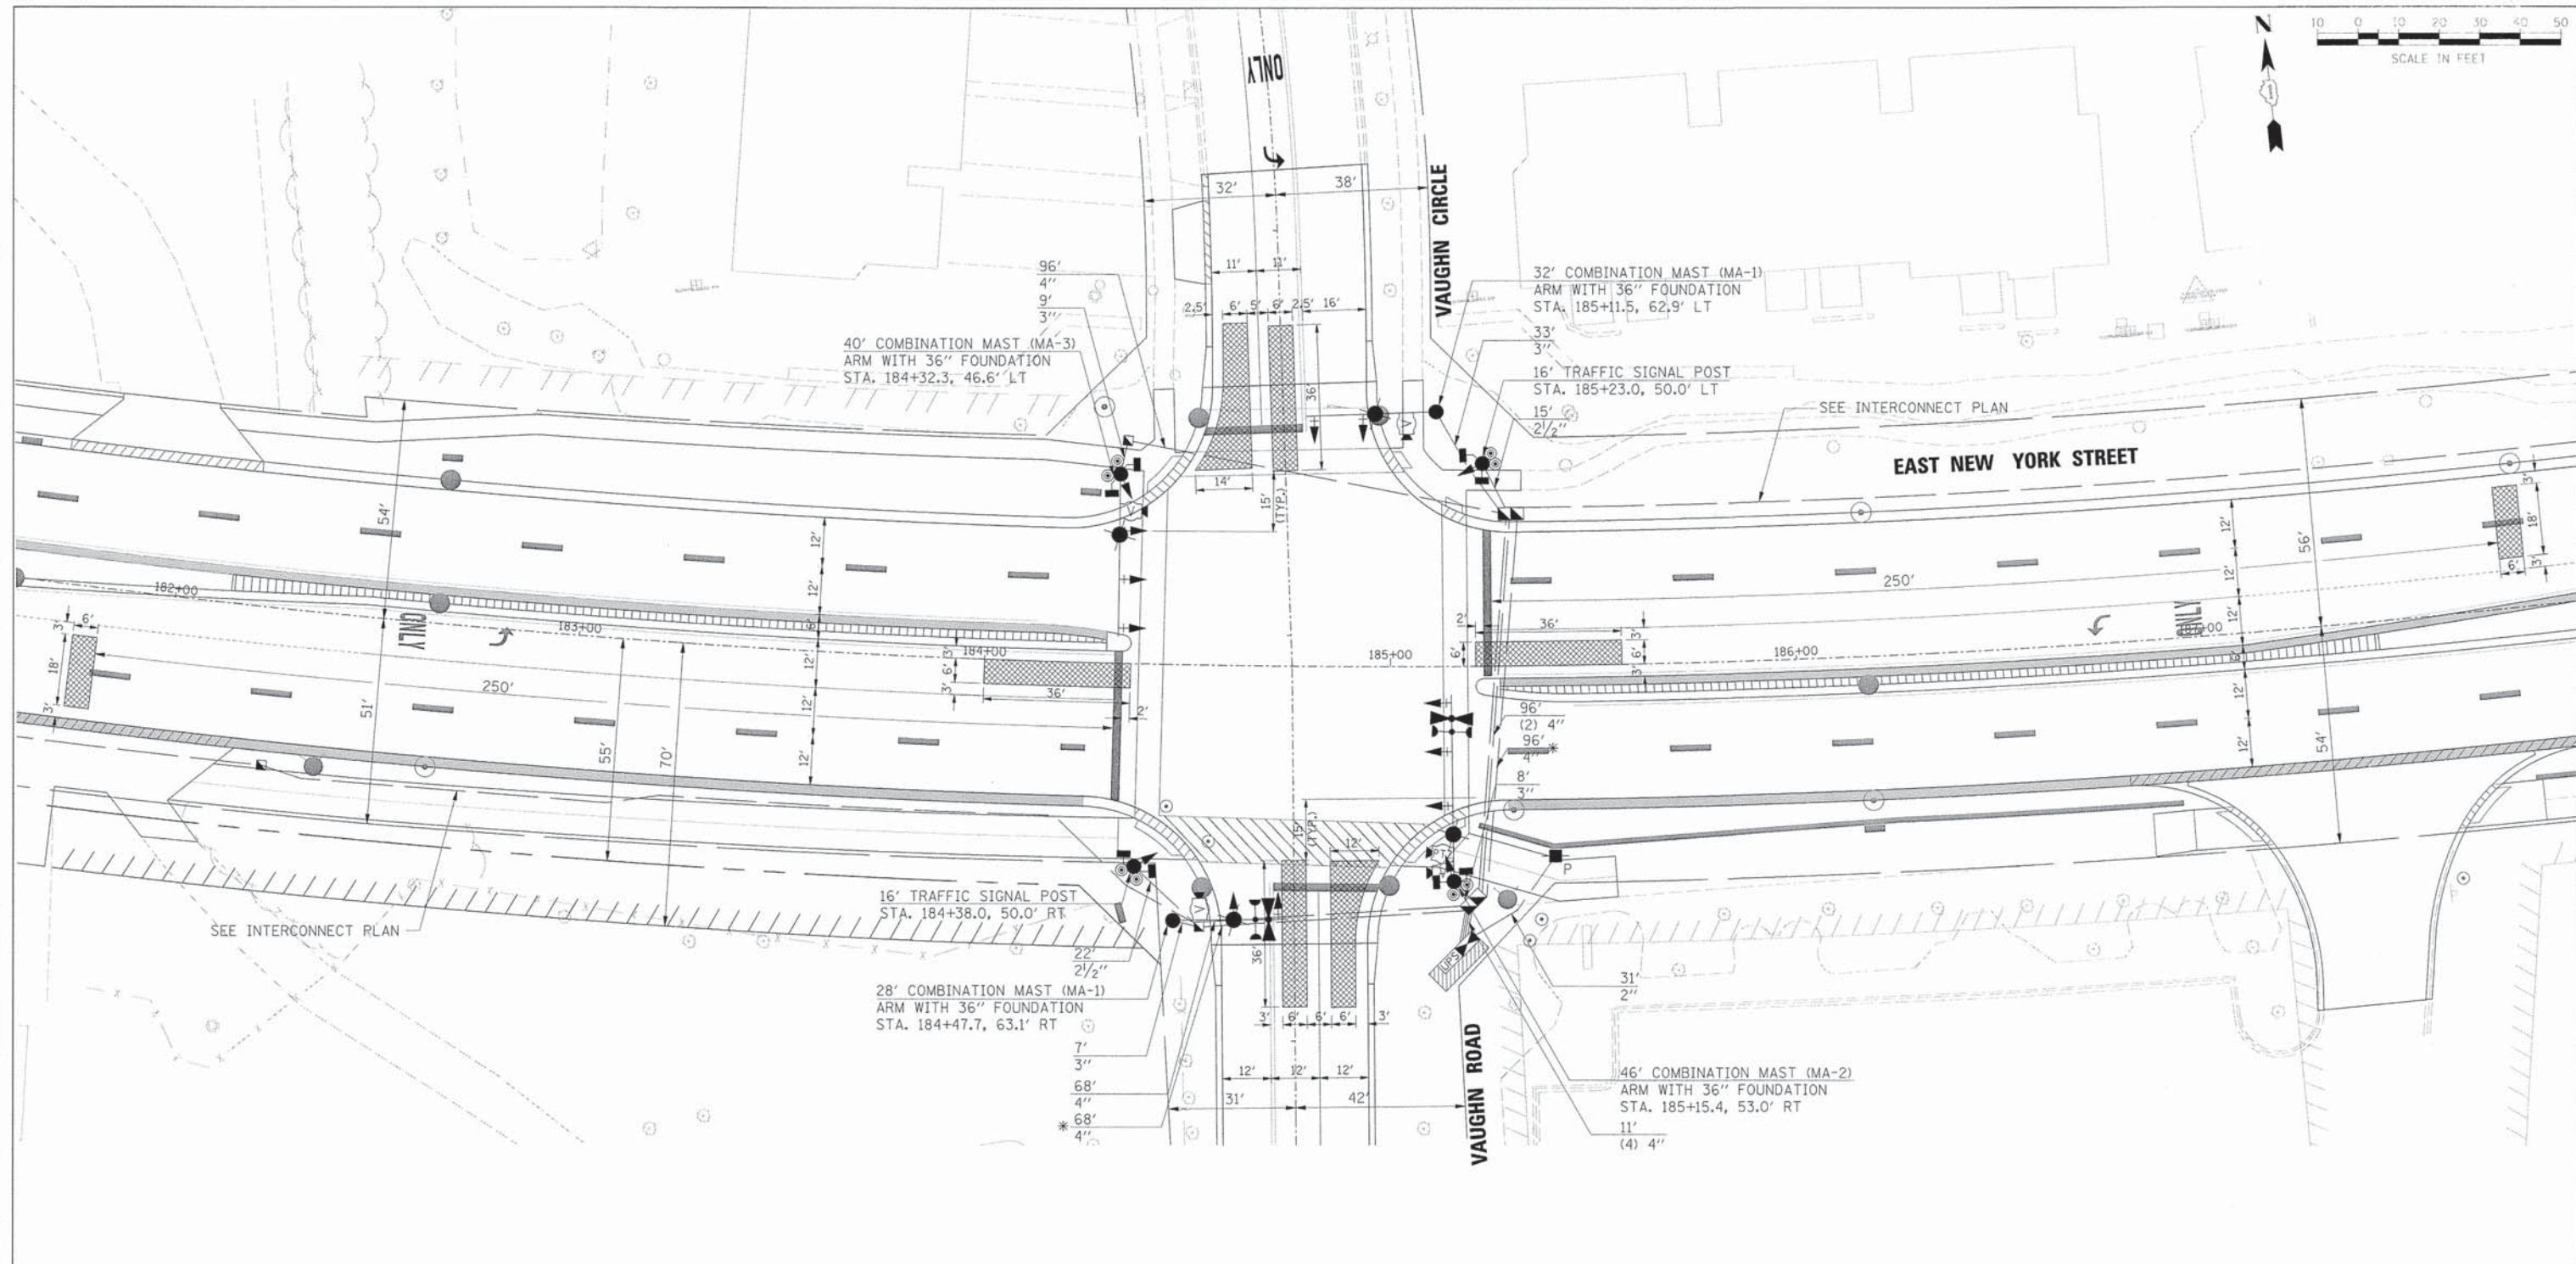 N
10 0 10 20 30 40 50
SCALE IN FEET
ONLY
32' 38'
VAUGHN CIRCLE
11' 11'
2.5' 6' 5' 6' 2.5' 16'
36'
14'
15'
(TYP.)
96'
4"
9'
3"
40' COMBINATION MAST (MA-3)
ARM WITH 36" FOUNDATION
STA. 184+32.3, 46.6' LT
32' COMBINATION MAST (MA-1)
ARM WITH 36" FOUNDATION
STA. 185+11.5, 62.9' LT
33'
3"
16' TRAFFIC SIGNAL POST
STA. 185+23.0, 50.0' LT
15'
2 1/2"
SEE INTERCONNECT PLAN
EAST NEW YORK STREET
V
V
54'
12'
12'
6'
12'
12'
12'
182+00
ONLY
183+00
184+00
185+00
186+00
187+00
ONLY
3'
6'
18'
3'
250'
51'
55'
70'
3'
6'
3'
36'
2'
2'
36'
6'
3'
6'
3'
250'
12'
12'
12'
6'
12'
12'
56'
54'
3'
18'
6'
3'
96'
(2) 4"
96' *
4"
8'
3"
15'
(TYP.)
12'
P
V
UPS
16' TRAFFIC SIGNAL POST
STA. 184+38.0, 50.0' RT
SEE INTERCONNECT PLAN
22'
2 1/2"
28' COMBINATION MAST (MA-1)
ARM WITH 36" FOUNDATION
STA. 184+47.7, 63.1' RT
7'
3"
68'
4"
* 68'
4"
36'
3' 6' 6' 6' 3'
12' 12' 12'
31' 42'
VAUGHN ROAD
31'
2"
46' COMBINATION MAST (MA-2)
ARM WITH 36" FOUNDATION
STA. 185+15.4, 53.0' RT
11'
(4) 4"